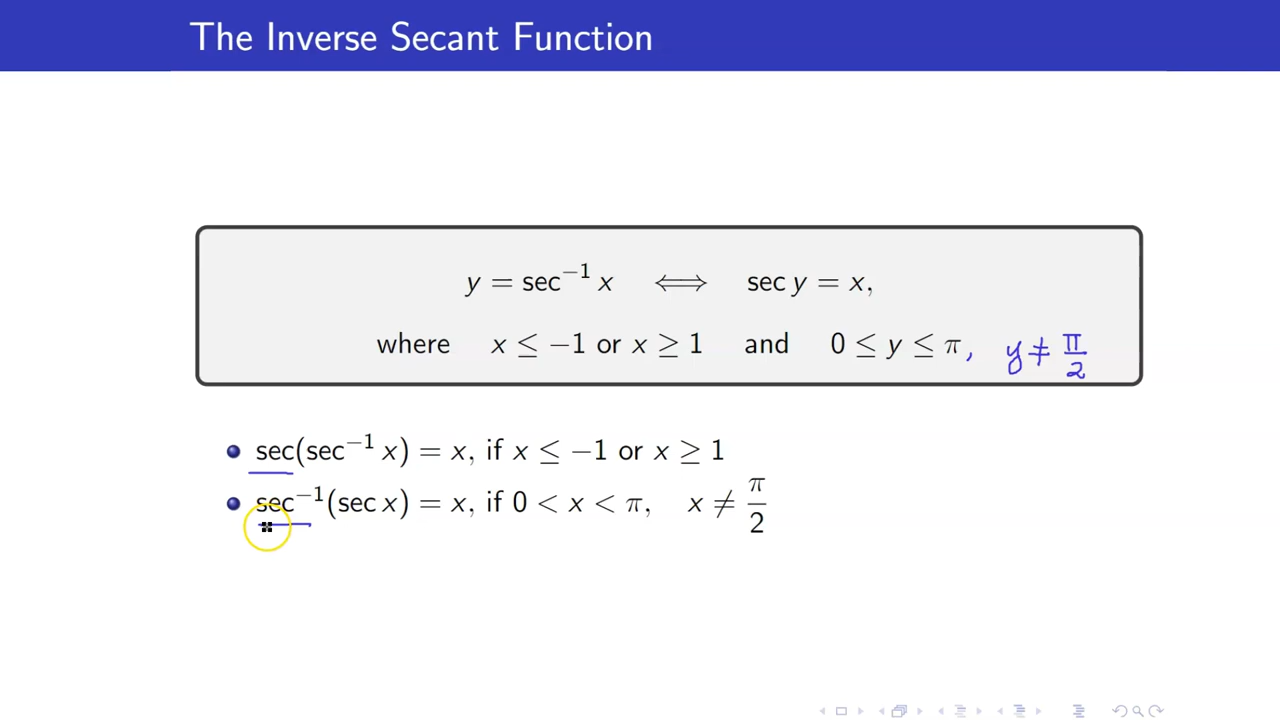 The Inverse Secant Function
y = sec⁻¹ x ⟺ sec y = x,
where x ≤ −1 or x ≥ 1 and 0 ≤ y ≤ π, y ≠ π/2
sec(sec⁻¹ x) = x, if x ≤ −1 or x ≥ 1
sec⁻¹(sec x) = x, if 0 < x < π, x ≠ π/2